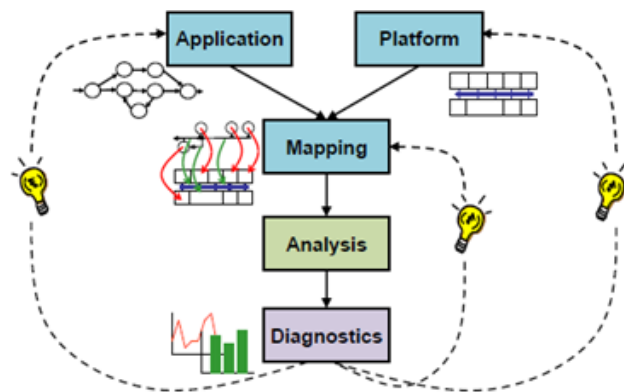 Application
Platform
Mapping
Analysis
Diagnostics